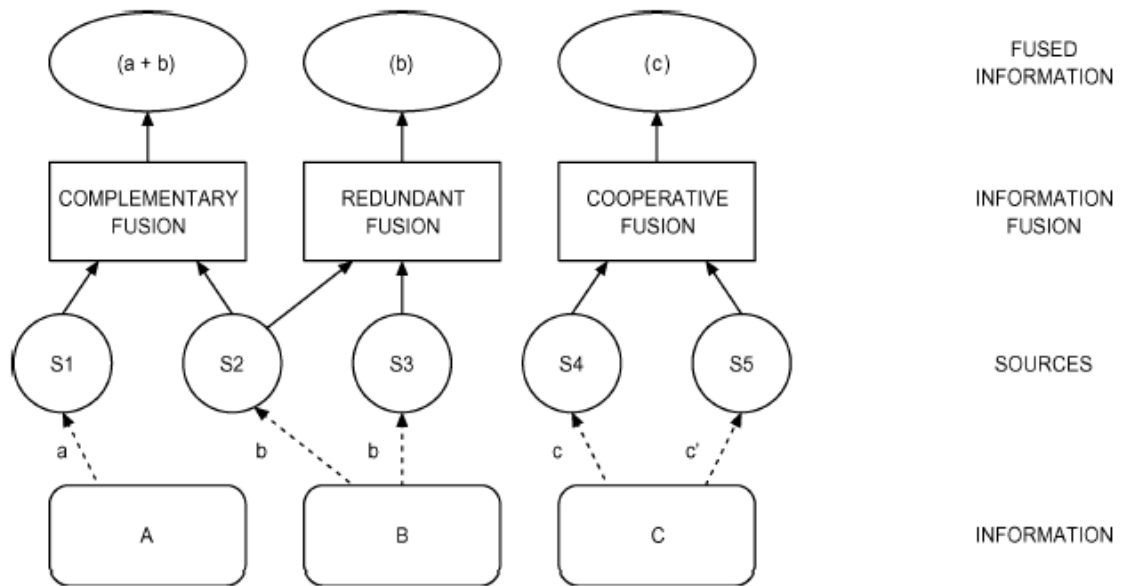 (a + b)
(b)
(c)
FUSED
INFORMATION
COMPLEMENTARY
FUSION
REDUNDANT
FUSION
COOPERATIVE
FUSION
INFORMATION
FUSION
S1
S2
S3
S4
S5
SOURCES
a
b
b
c
c'
A
B
C
INFORMATION